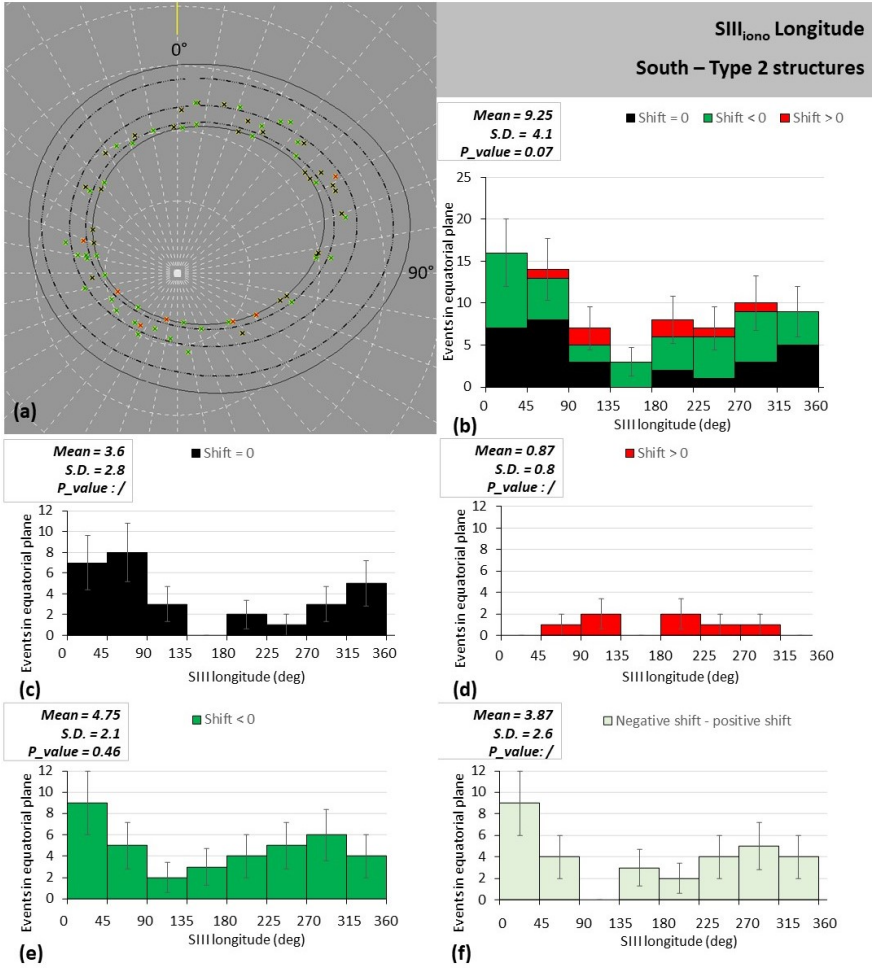 0°
90°
(a)
SIII_iono Longitude
South – Type 2 structures
Mean = 9.25
S.D. = 4.1
P_value = 0.07
Shift = 0 Shift < 0 Shift > 0
25
20
15
10
5
0
Events in equatorial plane
0 45 90 135 180 225 270 315 360
SIII longitude (deg)
(b)
Mean = 3.6
S.D. = 2.8
P_value : /
Shift = 0
12
10
8
6
4
2
0
Events in equatorial plane
0 45 90 135 180 225 270 315 360
SIII longitude (deg)
(c)
Mean = 0.87
S.D. = 0.8
P_value : /
Shift > 0
12
10
8
6
4
2
0
Events in equatorial plane
0 45 90 135 180 225 270 315 360
SIII longitude (deg)
(d)
Mean = 4.75
S.D. = 2.1
P_value = 0.46
Shift < 0
12
10
8
6
4
2
0
Events in equatorial plane
0 45 90 135 180 225 270 315 360
SIII longitude (deg)
(e)
Mean = 3.87
S.D. = 2.6
P_value: /
Negative shift - positive shift
12
10
8
6
4
2
0
Events in equatorial plane
0 45 90 135 180 225 270 315 360
SIII longitude (deg)
(f)